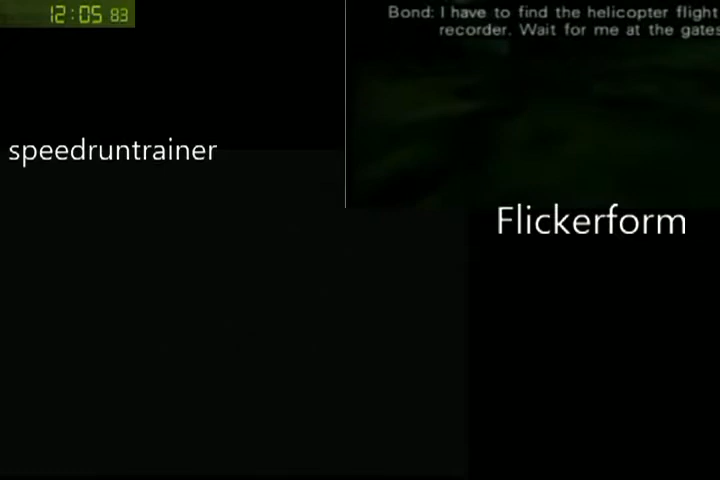 12:05 83
Bond: I have to find the helicopter flight
recorder. Wait for me at the gates
speedruntrainer
Flickerform